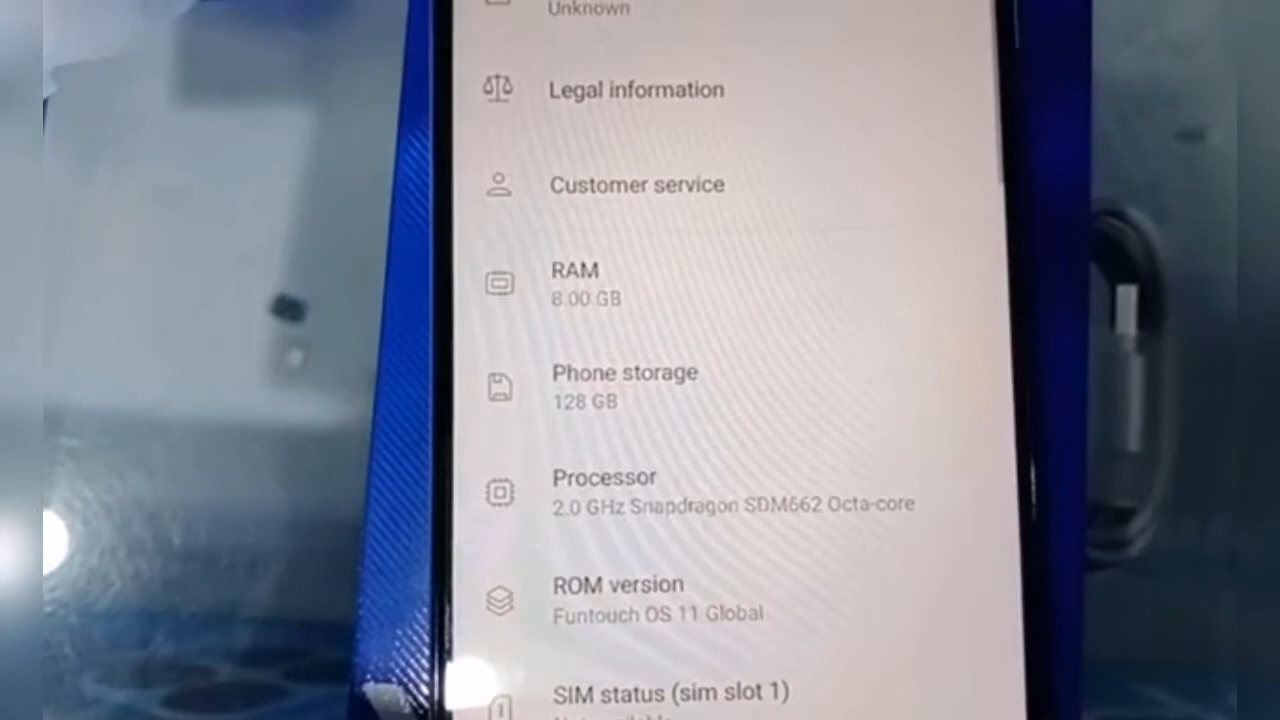 Unknown
Legal information
Customer service
RAM
8.00 GB
Phone storage
128 GB
Processor
2.0 GHz Snapdragon SDM662 Octa-core
ROM version
Funtouch OS 11 Global
SIM status (sim slot 1)